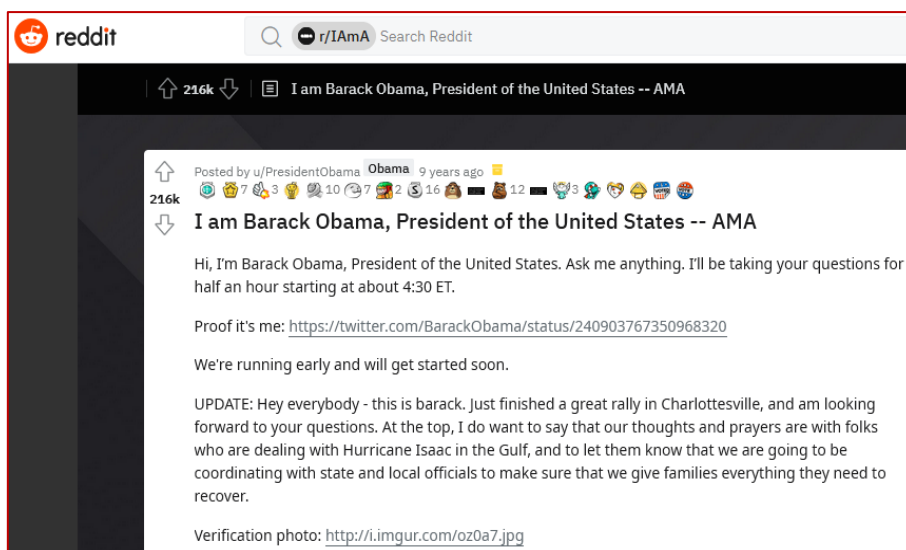 reddit
r/IAmA Search Reddit
216k I am Barack Obama, President of the United States -- AMA
Posted by u/PresidentObama Obama 9 years ago
7 3 10 7 2 16 12 3
216k
I am Barack Obama, President of the United States -- AMA
Hi, I'm Barack Obama, President of the United States. Ask me anything. I'll be taking your questions for
half an hour starting at about 4:30 ET.
Proof it's me: https://twitter.com/BarackObama/status/240903767350968320
We're running early and will get started soon.
UPDATE: Hey everybody - this is barack. Just finished a great rally in Charlottesville, and am looking
forward to your questions. At the top, I do want to say that our thoughts and prayers are with folks
who are dealing with Hurricane Isaac in the Gulf, and to let them know that we are going to be
coordinating with state and local officials to make sure that we give families everything they need to
recover.
Verification photo: http://i.imgur.com/oz0a7.jpg